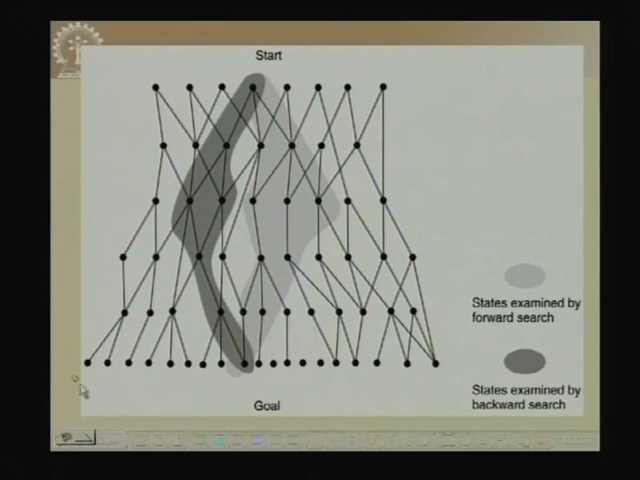 Start
States examined by
forward search
States examined by
backward search
Goal